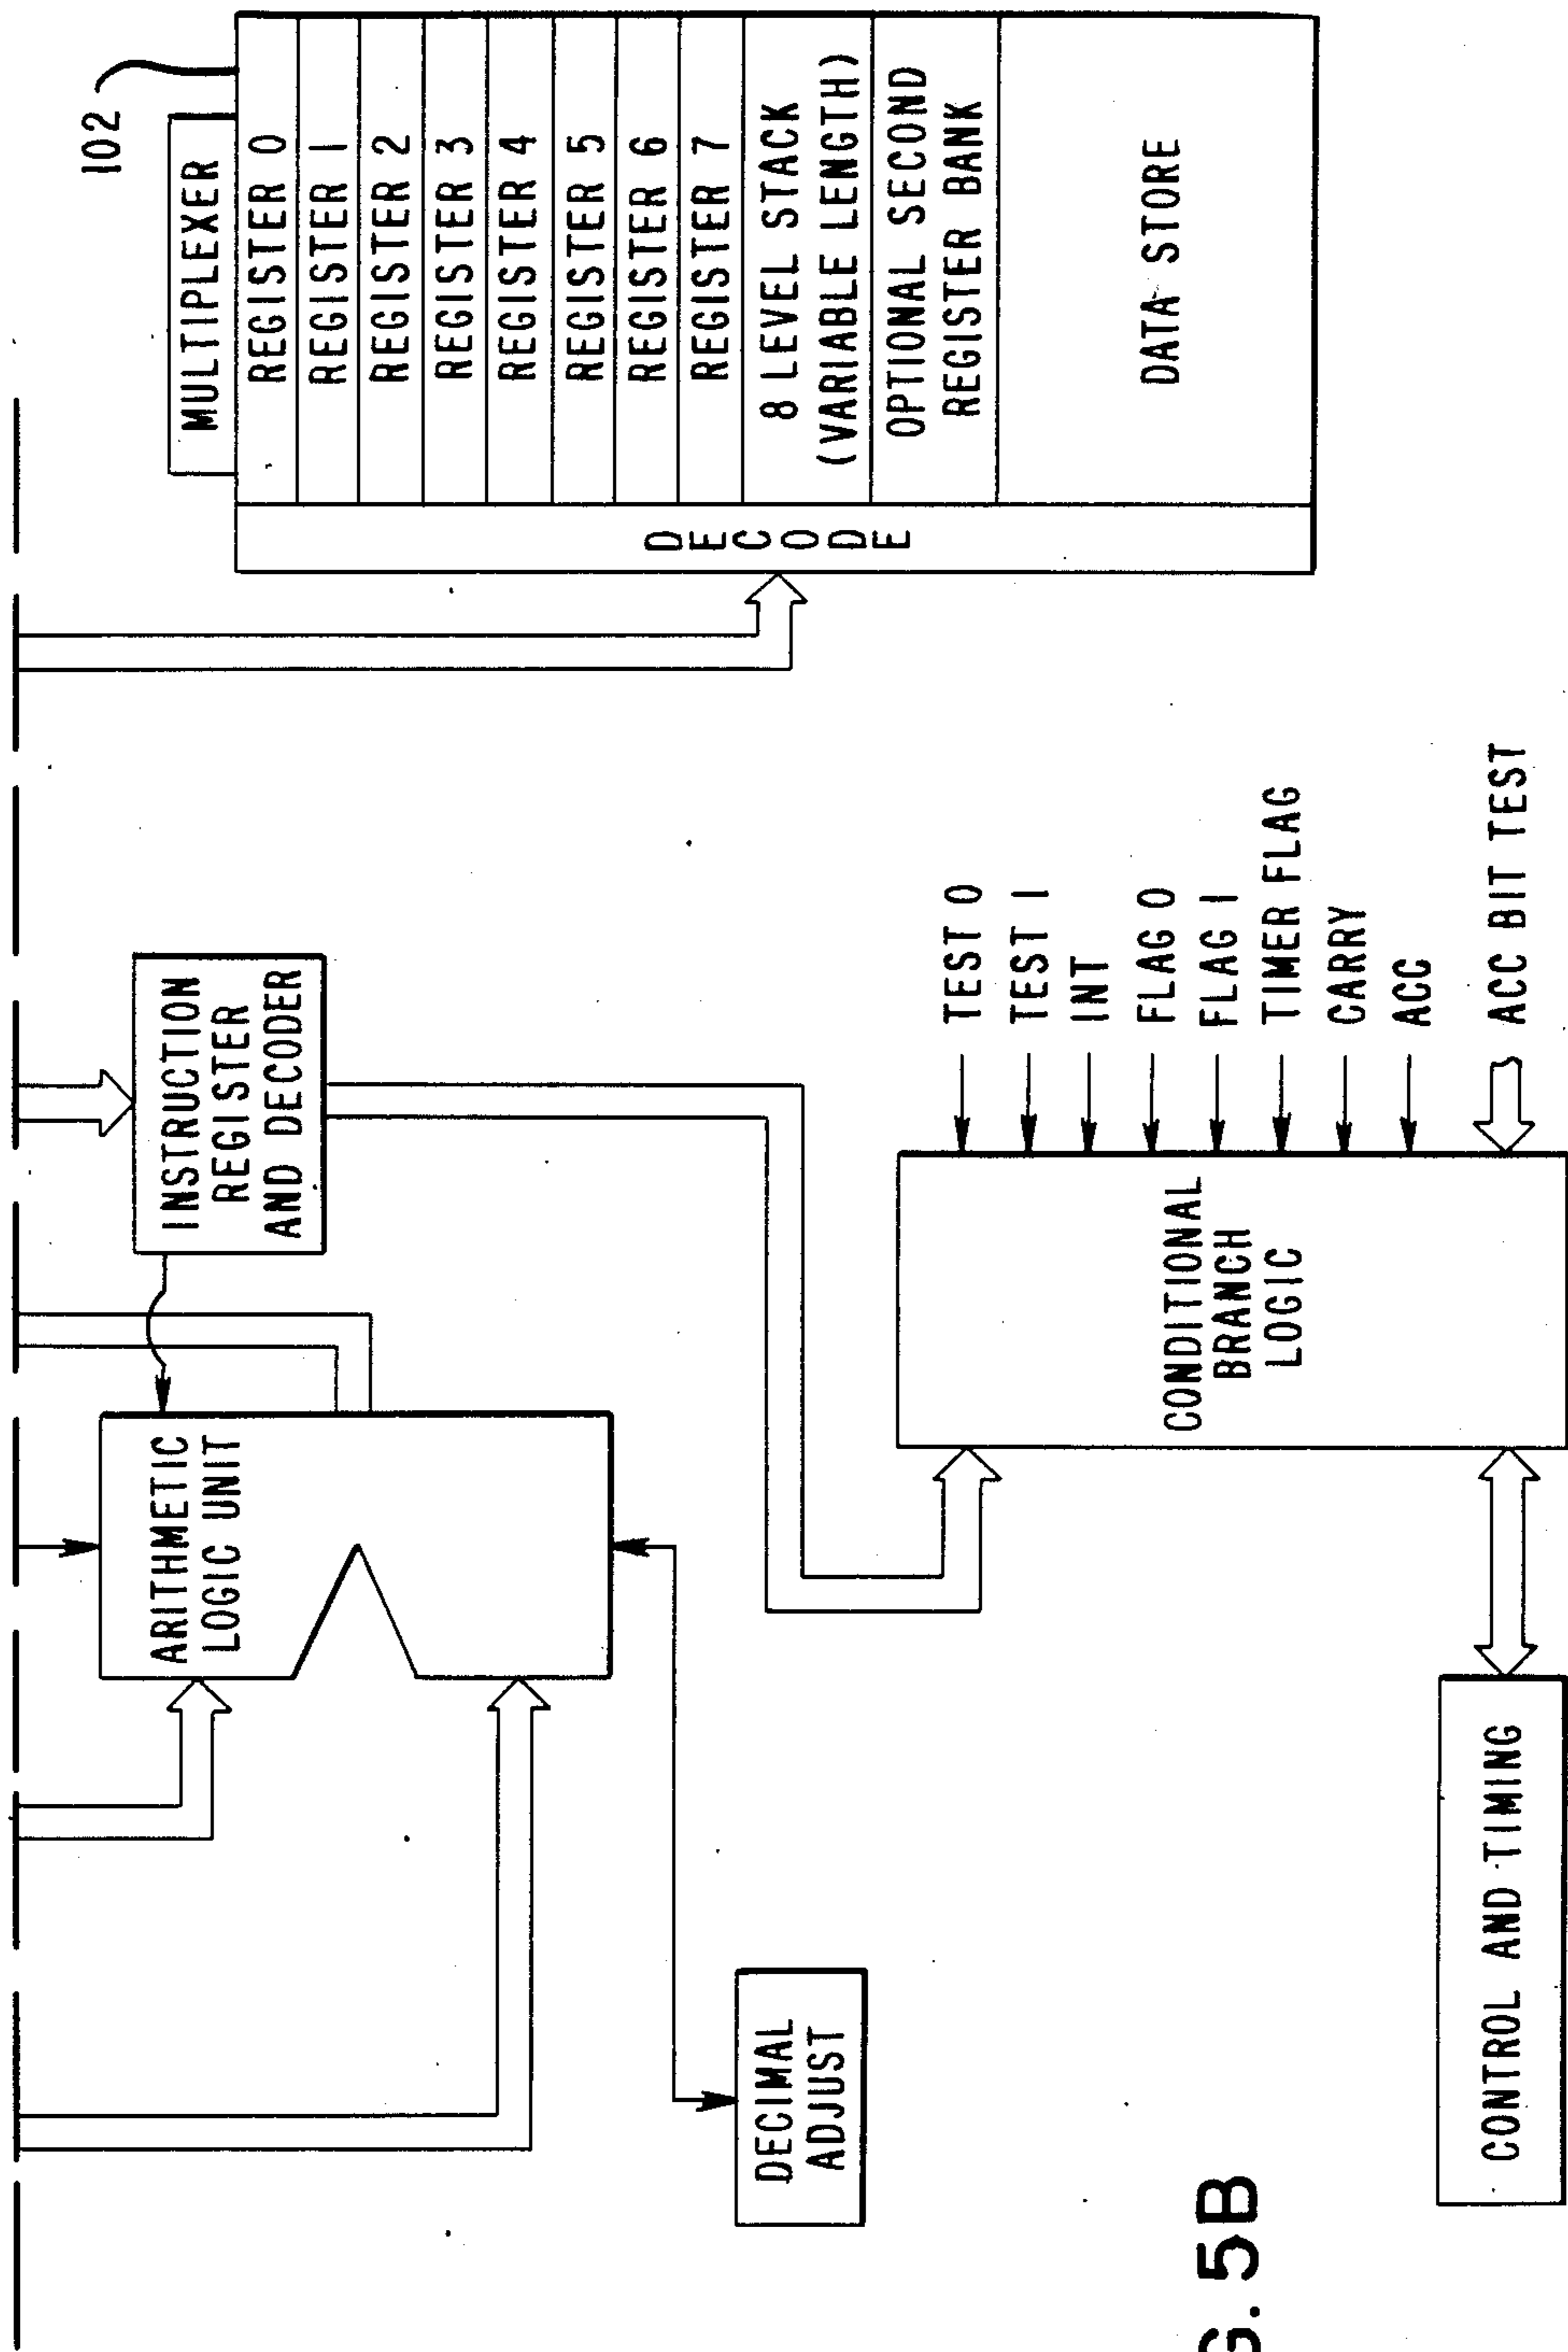 102
MULTIPLEXER
REGISTER 0
REGISTER 1
REGISTER 2
REGISTER 3
REGISTER 4
REGISTER 5
REGISTER 6
REGISTER 7
8 LEVEL STACK
(VARIABLE LENGTH)
OPTIONAL SECOND
REGISTER BANK
DATA STORE
DECODE
INSTRUCTION
REGISTER
AND DECODER
ARITHMETIC
LOGIC UNIT
DECIMAL
ADJUST
TEST 0
TEST 1
INT
FLAG 0
FLAG 1
TIMER FLAG
CARRY
ACC
ACC BIT TEST
CONDITIONAL
BRANCH
LOGIC
CONTROL AND TIMING
G. 5B